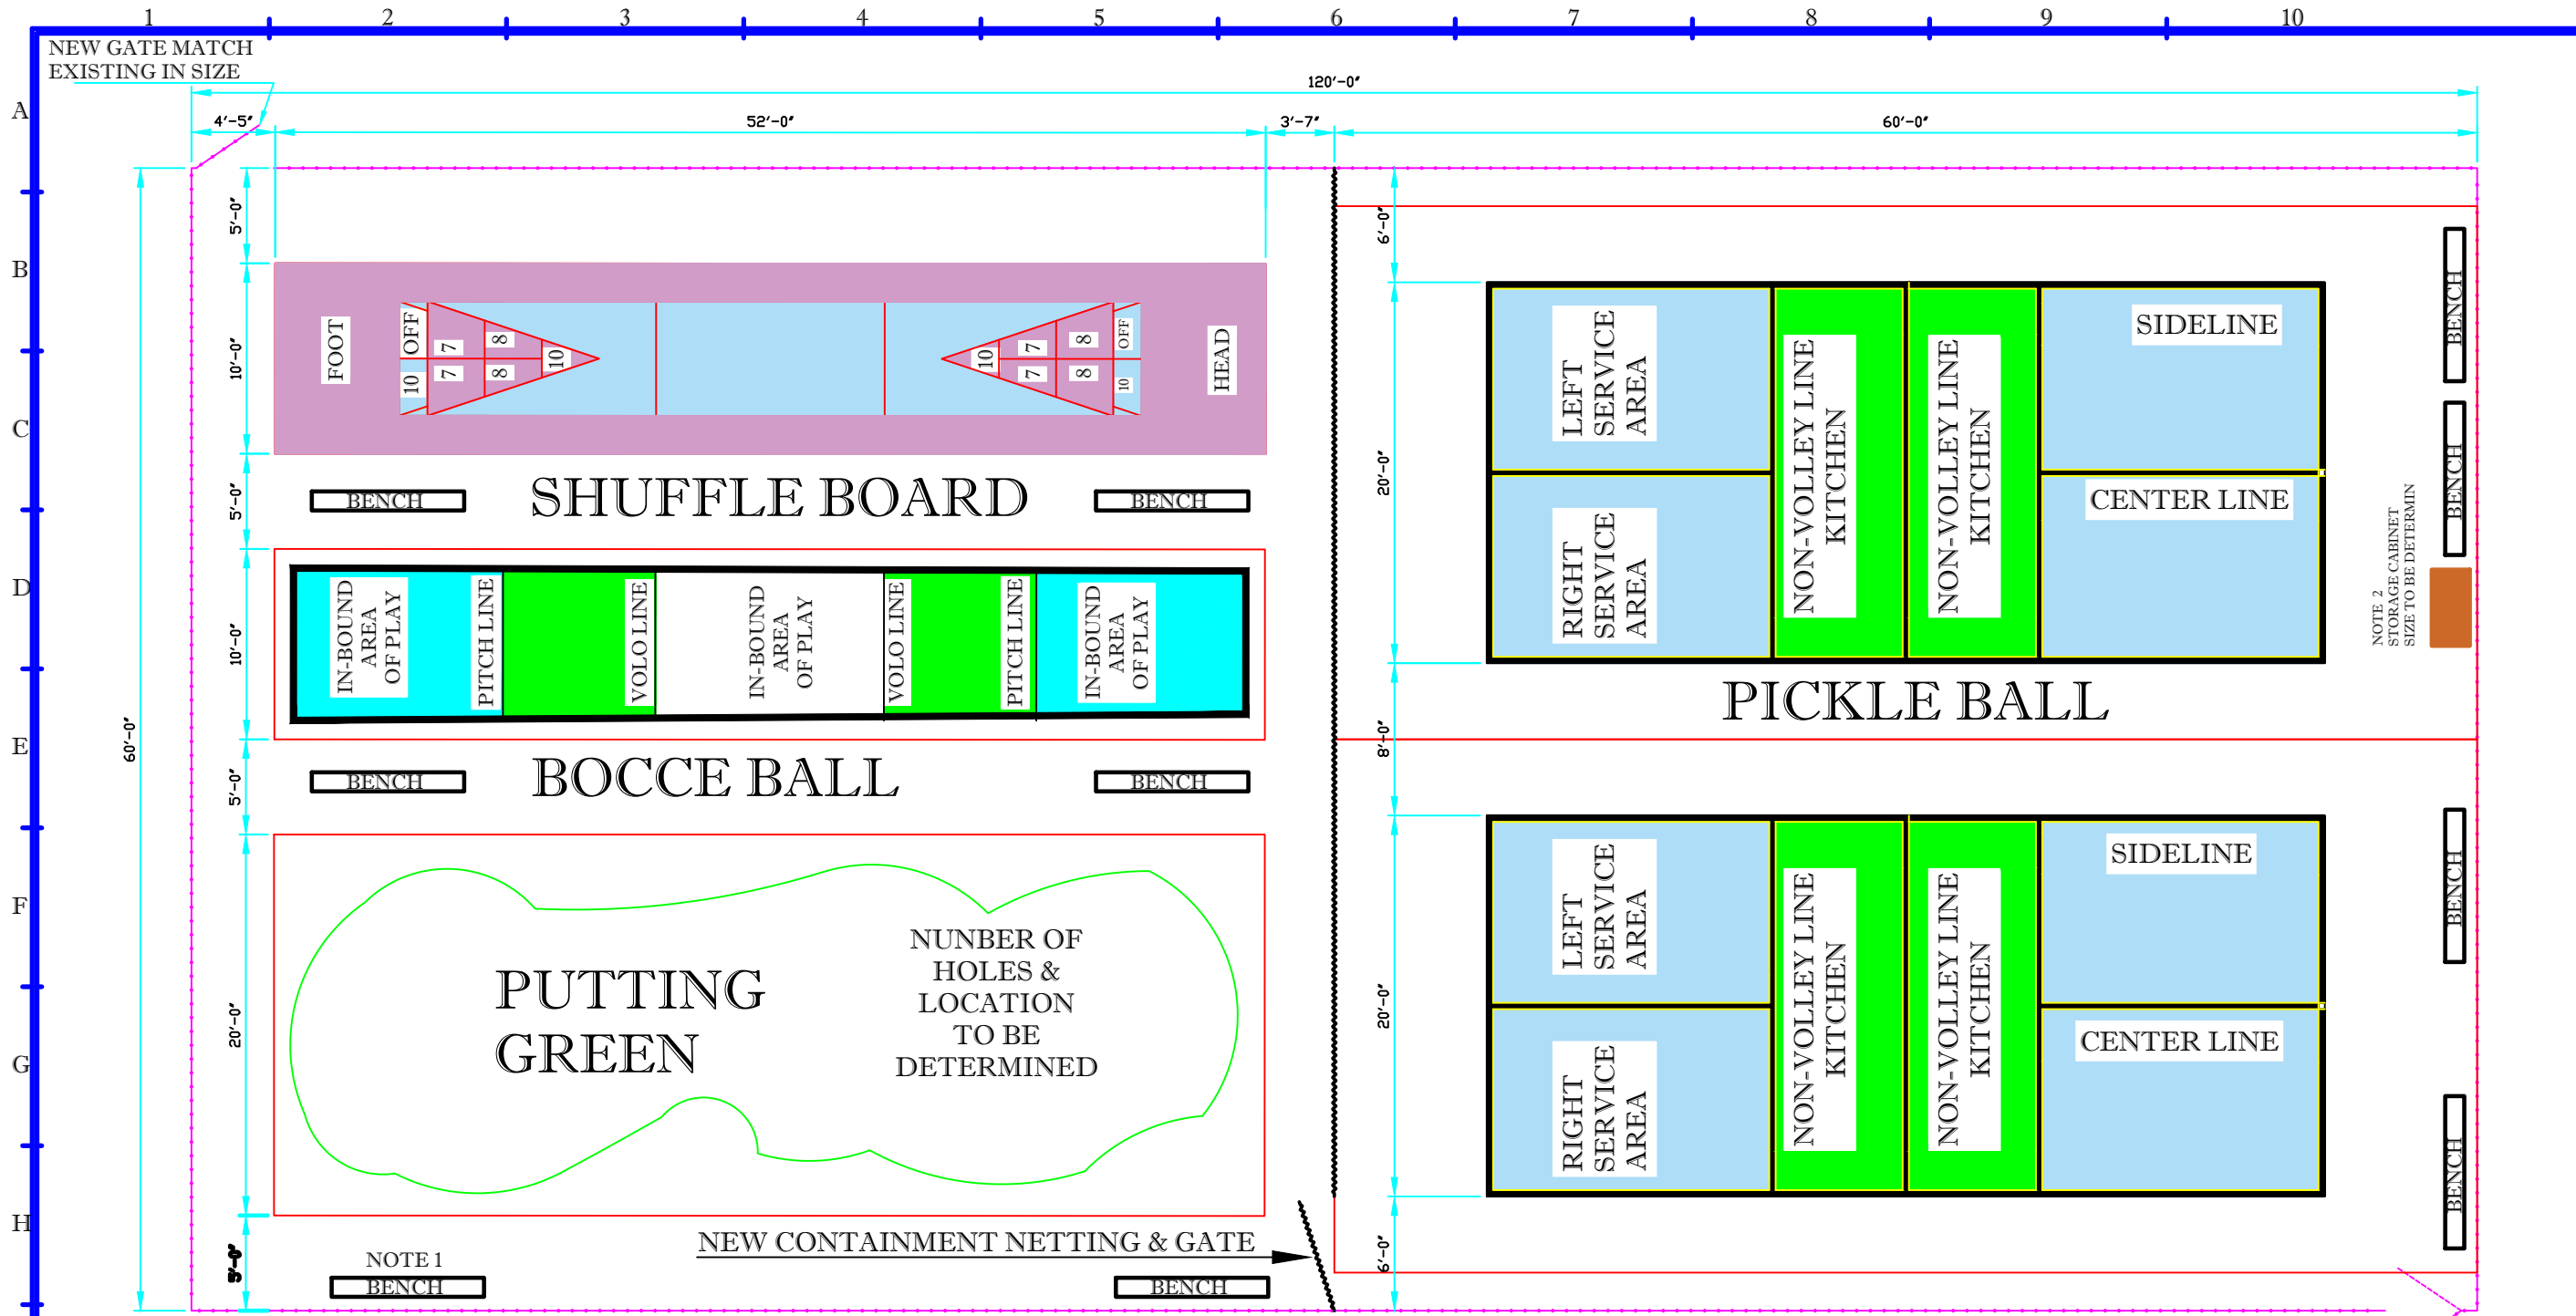 1 2 3 4 5 6 7 8 9 10
NEW GATE MATCH
EXISTING IN SIZE
120'-0"
A
4'-5" 52'-0" 3'-7" 60'-0"
5'-0"
6'-0"
B
FOOT
10 OFF
7 7
8 8
10
10
7 7
8 8
10 OFF
HEAD
10'-0"
C
SHUFFLE BOARD
BENCH
BENCH
5'-0"
LEFT
SERVICE
AREA
RIGHT
SERVICE
AREA
NON-VOLLEY LINE
KITCHEN
NON-VOLLEY LINE
KITCHEN
SIDELINE
CENTER LINE
20'-0"
BENCH
BENCH
NOTE 2
STORAGE CABINET
SIZE TO BE DETERMIN
D
IN-BOUND
AREA
OF PLAY
PITCH LINE
VOLO LINE
IN-BOUND
AREA
OF PLAY
VOLO LINE
PITCH LINE
IN-BOUND
AREA
OF PLAY
10'-0"
PICKLE BALL
60'-0"
E
8'-0"
BOCCE BALL
BENCH
BENCH
5'-0"
F
PUTTING
GREEN
NUNBER OF
HOLES &
LOCATION
TO BE
DETERMINED
20'-0"
G
LEFT
SERVICE
AREA
RIGHT
SERVICE
AREA
NON-VOLLEY LINE
KITCHEN
NON-VOLLEY LINE
KITCHEN
SIDELINE
CENTER LINE
20'-0"
BENCH
BENCH
H
NEW CONTAINMENT NETTING & GATE
5'-0"
NOTE 1
BENCH
BENCH
6'-0"